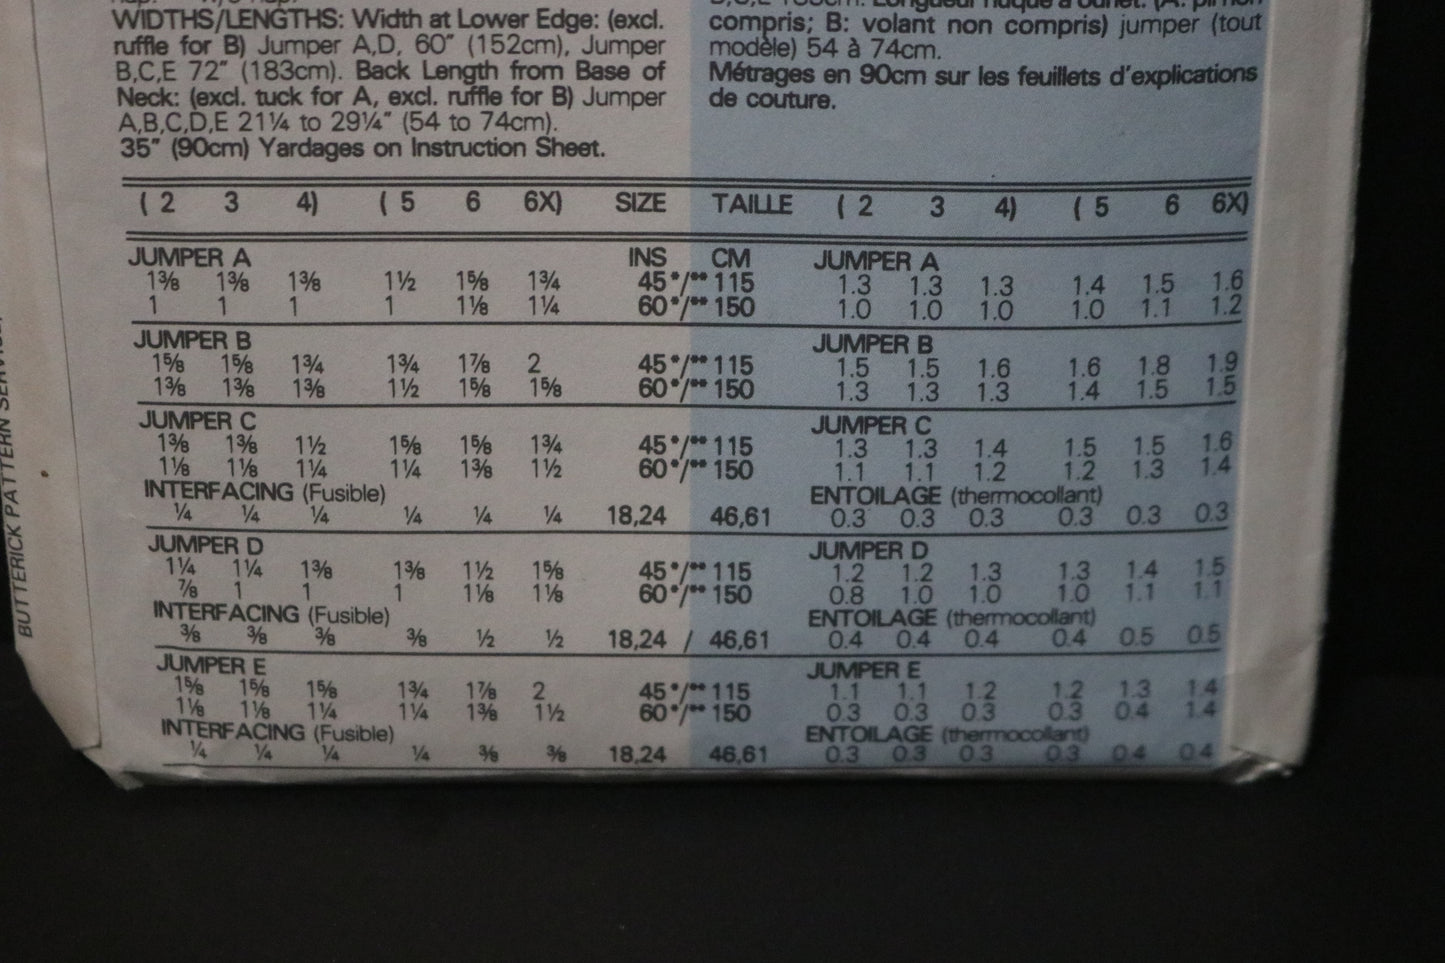 WIDTHS/LENGTHS: Width at Lower Edge: (excl.
ruffle for B) Jumper A,D, 60" (152cm), Jumper
B,C,E 72" (183cm). Back Length from Base of
Neck: (excl. tuck for A, excl. ruffle for B) Jumper
A,B,C,D,E 21¼ to 29¼" (54 to 74cm).
35" (90cm) Yardages on Instruction Sheet.
compris; B: volant non compris) jumper (tout
modèle) 54 à 74cm.
Métrages en 90cm sur les feuillets d'explications
de couture.
( 2 3 4) ( 5 6 6X) SIZE TAILLE ( 2 3 4) ( 5 6 6X)
JUMPER A INS CM JUMPER A
1⅜ 1⅜ 1⅜ 1½ 1⅝ 1¾ 45*/** 115 1.3 1.3 1.3 1.4 1.5 1.6
1 1 1 1 1⅛ 1¼ 60*/** 150 1.0 1.0 1.0 1.0 1.1 1.2
JUMPER B JUMPER B
1⅝ 1⅝ 1¾ 1¾ 1⅞ 2 45*/** 115 1.5 1.5 1.6 1.6 1.8 1.9
1⅜ 1⅜ 1⅜ 1½ 1⅝ 1⅝ 60*/** 150 1.3 1.3 1.3 1.4 1.5 1.5
JUMPER C JUMPER C
1⅜ 1⅜ 1½ 1⅝ 1⅝ 1¾ 45*/** 115 1.3 1.3 1.4 1.5 1.5 1.6
1⅛ 1⅛ 1¼ 1¼ 1⅜ 1½ 60*/** 150 1.1 1.1 1.2 1.2 1.3 1.4
INTERFACING (Fusible) ENTOILAGE (thermocollant)
¼ ¼ ¼ ¼ ¼ ¼ 18,24 46,61 0.3 0.3 0.3 0.3 0.3 0.3
JUMPER D JUMPER D
1¼ 1¼ 1⅜ 1⅜ 1½ 1⅝ 45*/** 115 1.2 1.2 1.3 1.3 1.4 1.5
⅞ 1 1 1 1⅛ 1⅛ 60*/** 150 0.8 1.0 1.0 1.0 1.1 1.1
INTERFACING (Fusible) ENTOILAGE (thermocollant)
⅜ ⅜ ⅜ ⅜ ½ ½ 18,24 / 46,61 0.4 0.4 0.4 0.4 0.5 0.5
JUMPER E JUMPER E
1⅝ 1⅝ 1⅝ 1¾ 1⅞ 2 45*/** 115 1.1 1.1 1.2 1.2 1.3 1.4
1⅛ 1⅛ 1¼ 1¼ 1⅜ 1½ 60*/** 150 0.3 0.3 0.3 0.3 0.4 1.4
INTERFACING (Fusible) ENTOILAGE (thermocollant)
¼ ¼ ¼ ¼ ⅜ ⅜ 18,24 46,61 0.3 0.3 0.3 0.3 0.4 0.4
BUTTERICK PATTERN